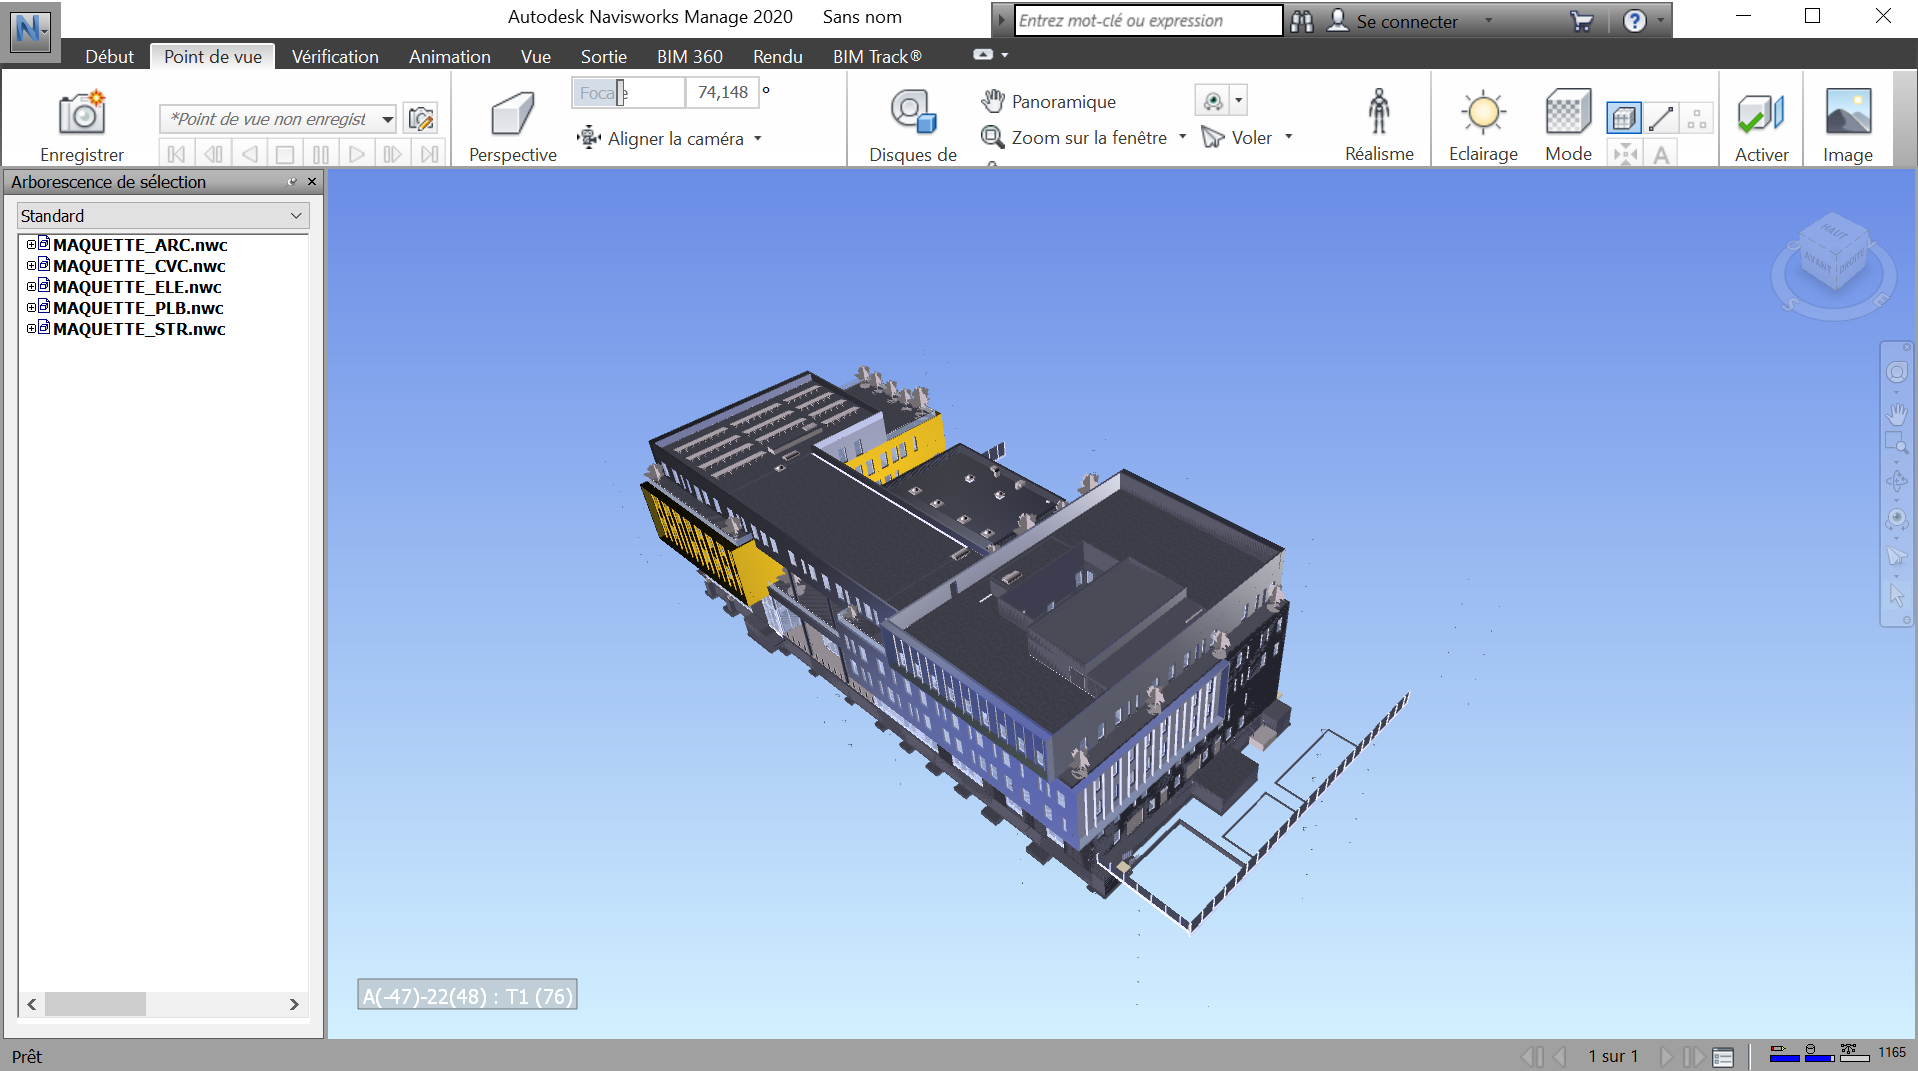 Autodesk Navisworks Manage 2020 Sans nom
Entrez mot-clé ou expression
Se connecter
Début Point de vue Vérification Animation Vue Sortie BIM 360 Rendu BIM Track®
Focale 74,148 °
*Point de vue non enregist
Aligner la caméra
Panoramique
Zoom sur la fenêtre
Voler
Enregistrer
Perspective
Disques de
Réalisme
Eclairage
Mode
Activer
Image
Arborescence de sélection
Standard
MAQUETTE_ARC.nwc
MAQUETTE_CVC.nwc
MAQUETTE_ELE.nwc
MAQUETTE_PLB.nwc
MAQUETTE_STR.nwc
HAUT
AVANT DROITE
S E
A(-47)-22(48) : T1 (76)
Prêt
1 sur 1
1165